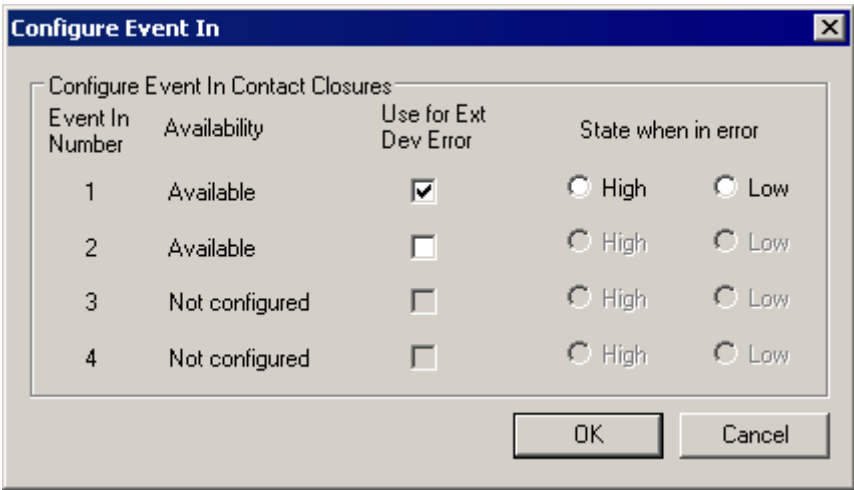 Configure Event In
Configure Event In Contact Closures
Event In Number Availability Use for Ext Dev Error State when in error
1 Available High Low
2 Available High Low
3 Not configured High Low
4 Not configured High Low
OK Cancel